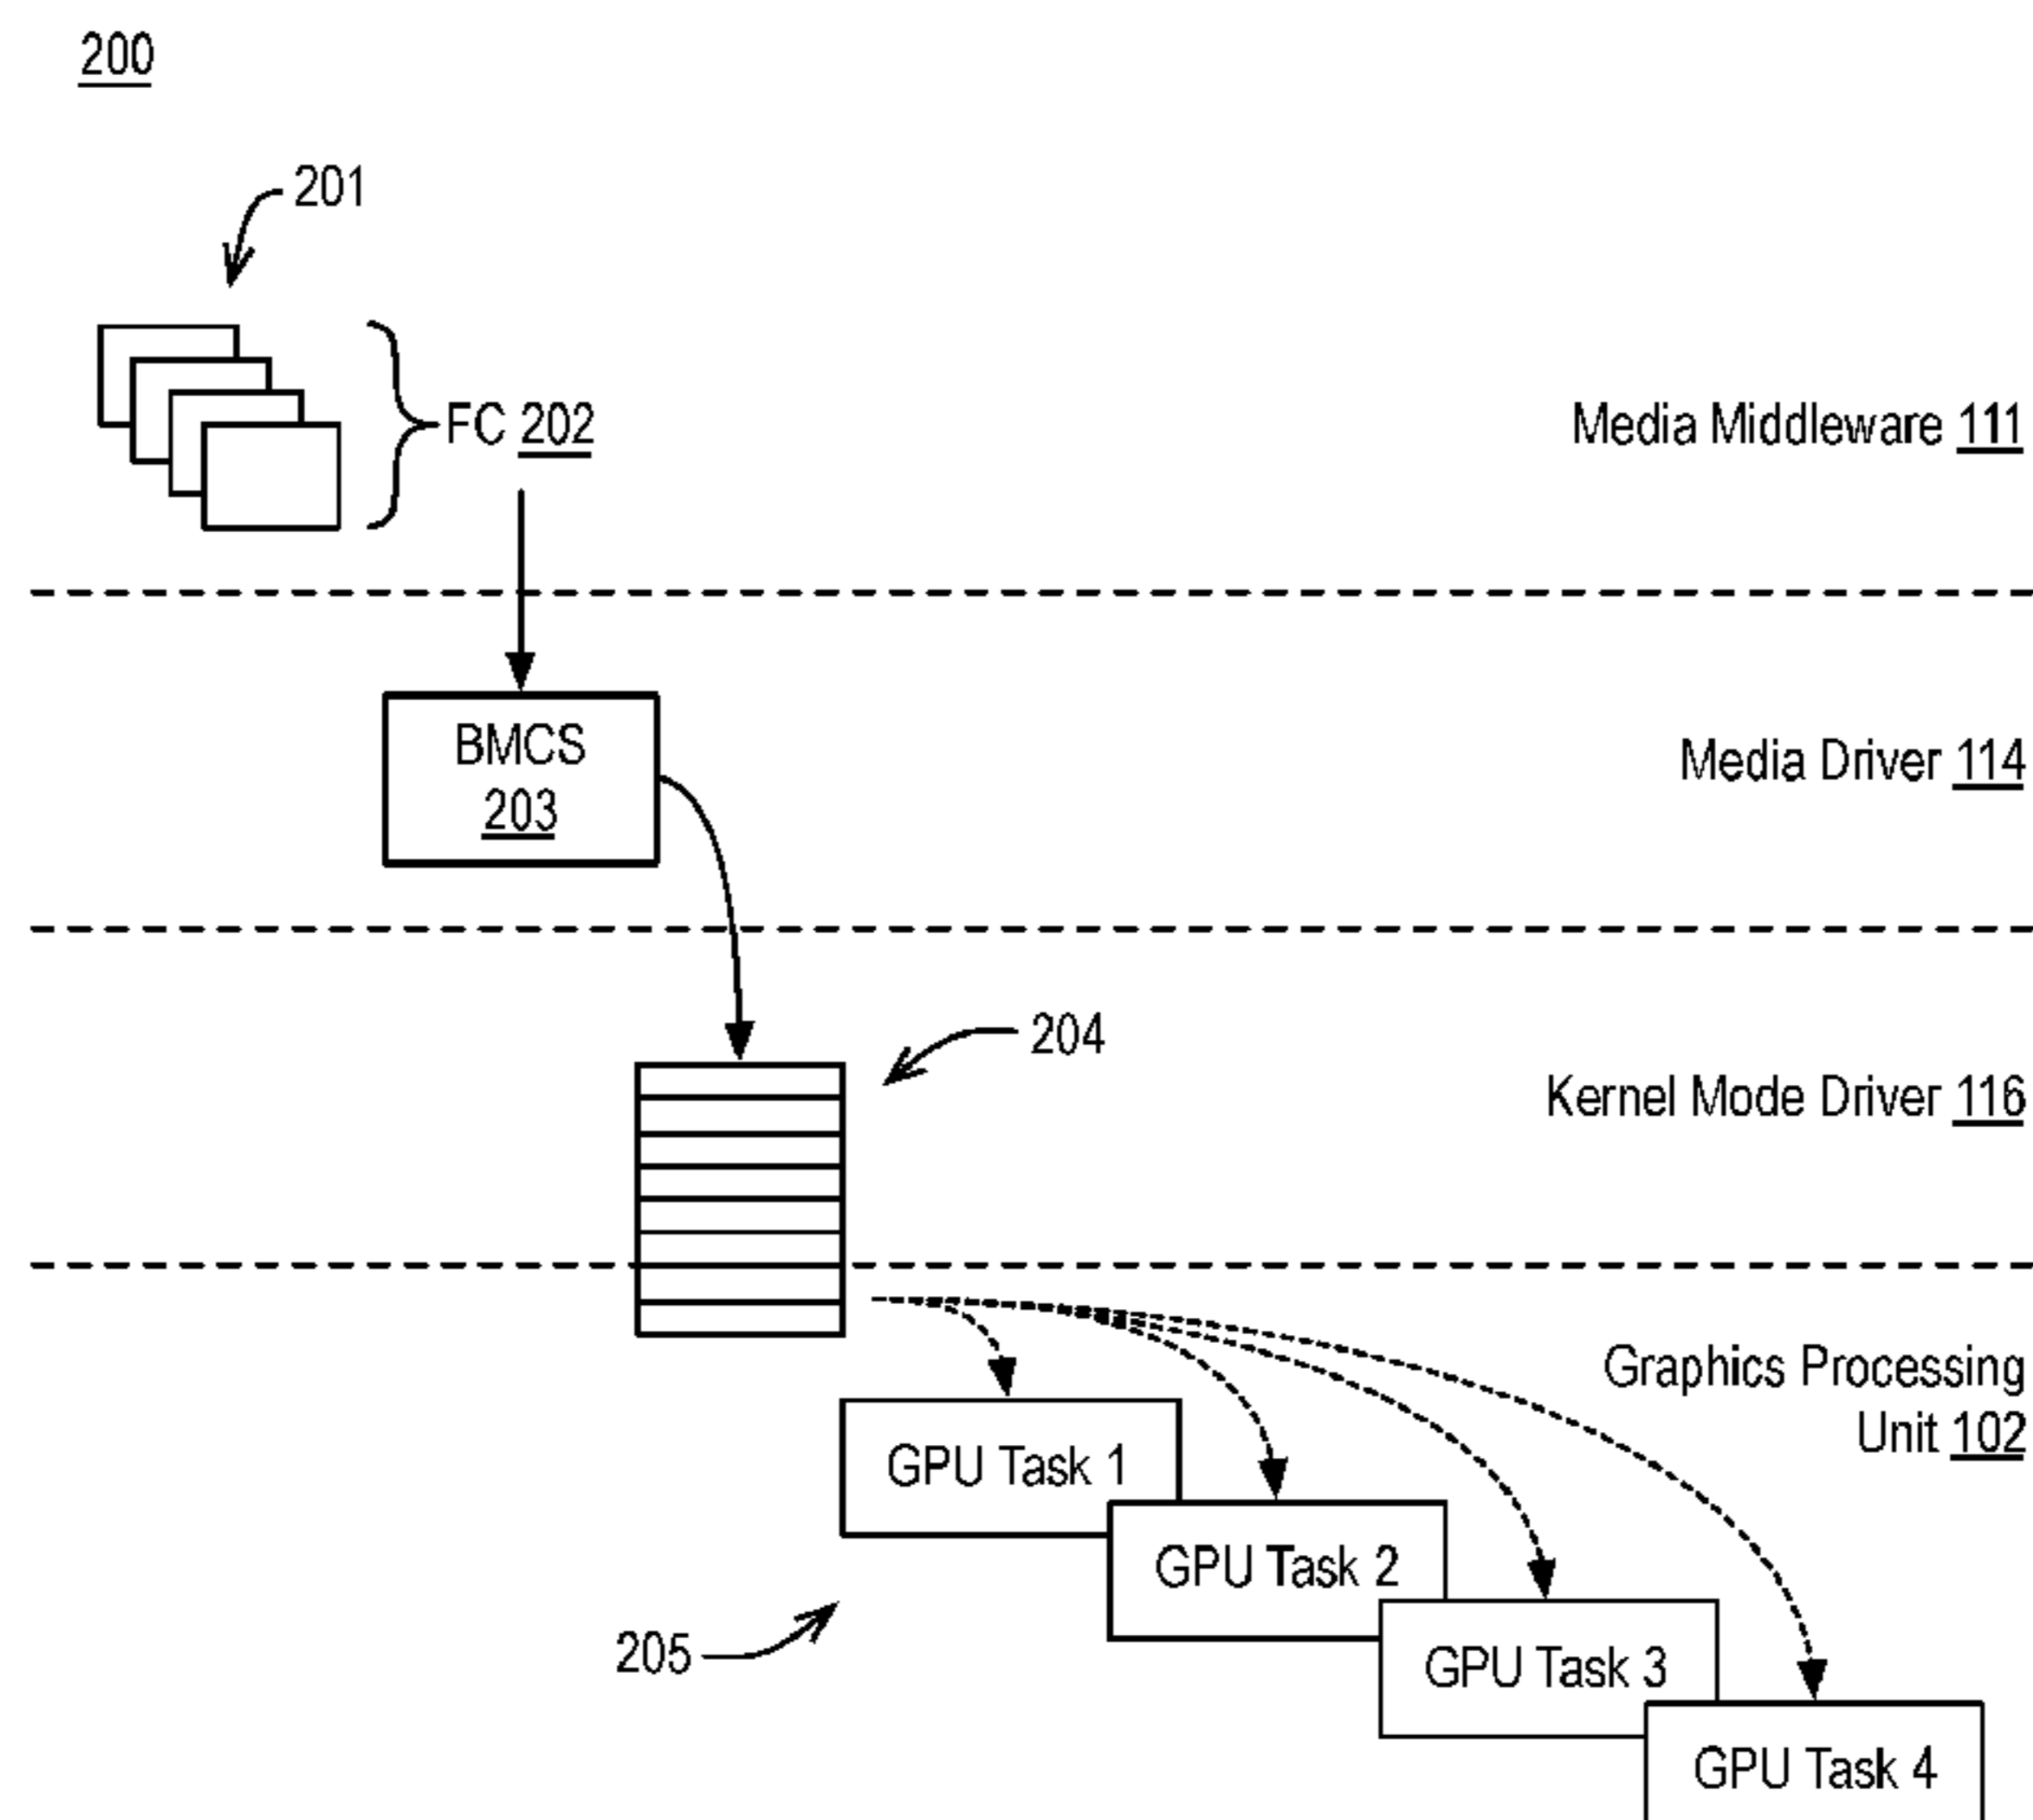 200
201
FC 202
Media Middleware 111
BMCS
203
Media Driver 114
204
Kernel Mode Driver 116
Graphics Processing
Unit 102
GPU Task 1
GPU Task 2
205
GPU Task 3
GPU Task 4